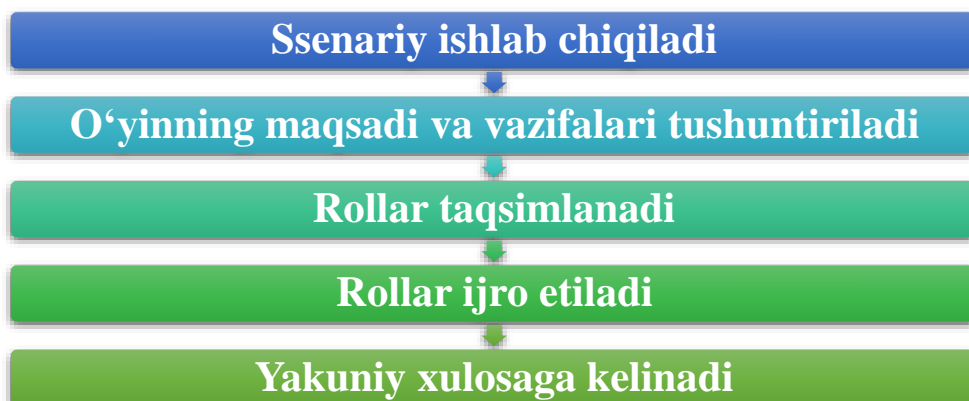 Ssenariy ishlab chiqiladi
O‘yinning maqsadi va vazifalari tushuntiriladi
Rollar taqsimlanadi
Rollar ijro etiladi
Yakuniy xulosaga kelinadi